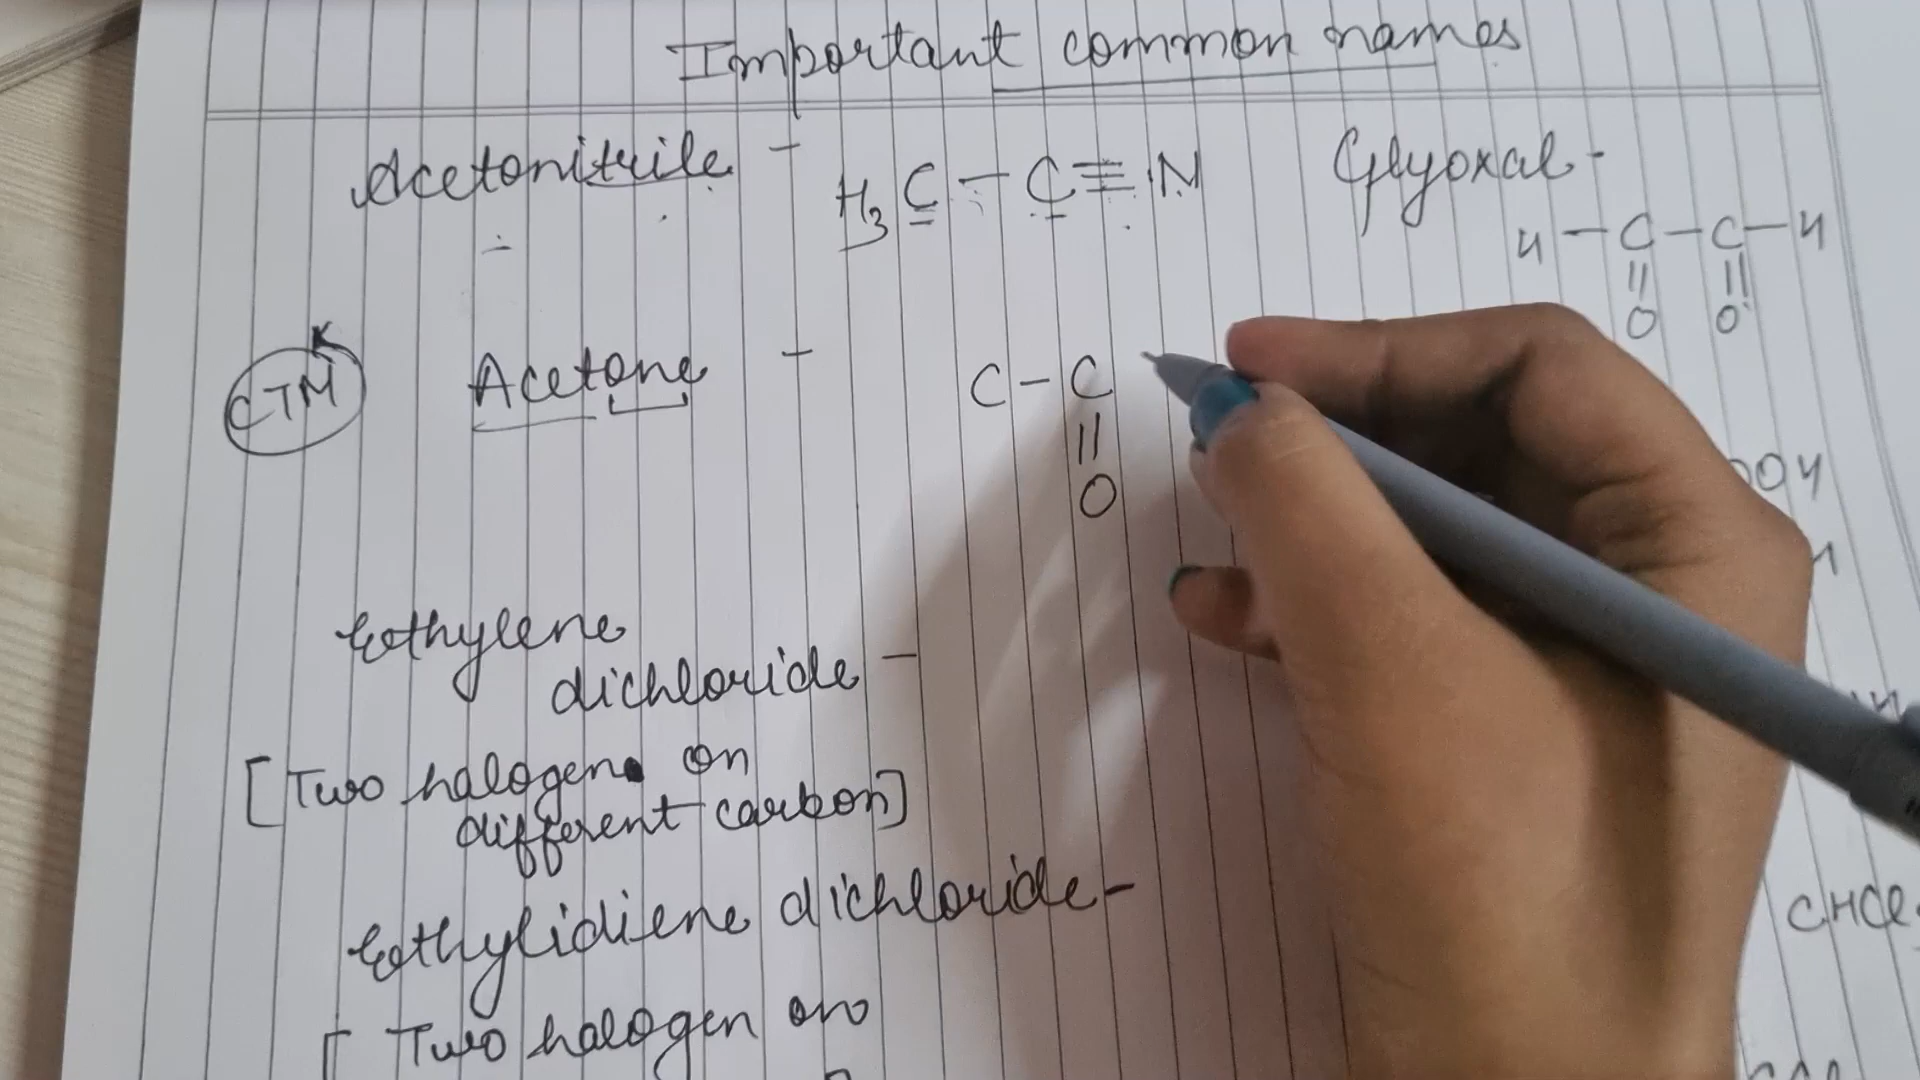 Important common names
Acetonitrile - H₃C - C ≡ N
Glyoxal -
H - C - C - H
|| ||
O O
CTM
Acetone - C - C
||
O
Ethylene
dichloride -
[Two halogen on
different carbon]
Ethylidiene dichloride -
[Two halogen on